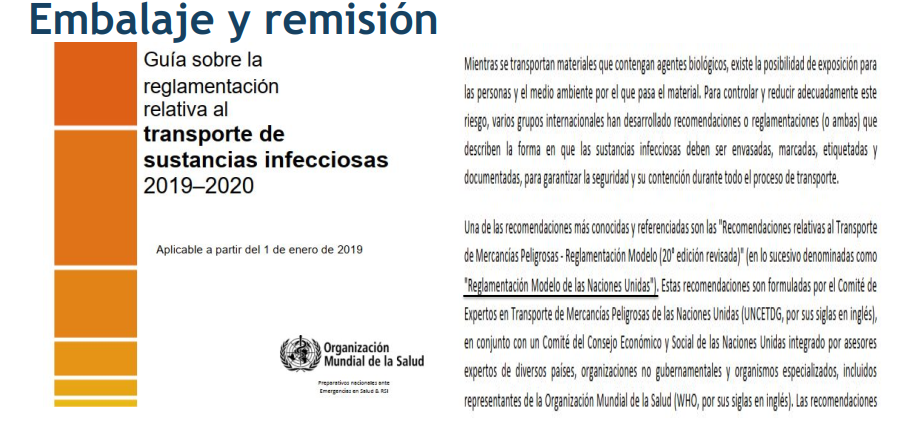 Embalaje y remisión
Guía sobre la
reglamentación
relativa al
transporte de
sustancias infecciosas
2019–2020
Aplicable a partir del 1 de enero de 2019
Organización
Mundial de la Salud
Preparativos nacionales ante
Emergencias en Salud & RSI
Mientras se transportan materiales que contengan agentes biológicos, existe la posibilidad de exposición para
las personas y el medio ambiente por el que pasa el material. Para controlar y reducir adecuadamente este
riesgo, varios grupos internacionales han desarrollado recomendaciones o reglamentaciones (o ambas) que
describen la forma en que las sustancias infecciosas deben ser envasadas, marcadas, etiquetadas y
documentadas, para garantizar la seguridad y su contención durante todo el proceso de transporte.
Una de las recomendaciones más conocidas y referenciadas son las "Recomendaciones relativas al Transporte
de Mercancías Peligrosas - Reglamentación Modelo (20ª edición revisada)" (en lo sucesivo denominadas como
"Reglamentación Modelo de las Naciones Unidas"). Estas recomendaciones son formuladas por el Comité de
Expertos en Transporte de Mercancías Peligrosas de las Naciones Unidas (UNCETDG, por sus siglas en inglés),
en conjunto con un Comité del Consejo Económico y Social de las Naciones Unidas integrado por asesores
expertos de diversos países, organizaciones no gubernamentales y organismos especializados, incluidos
representantes de la Organización Mundial de la Salud (WHO, por sus siglas en inglés). Las recomendaciones